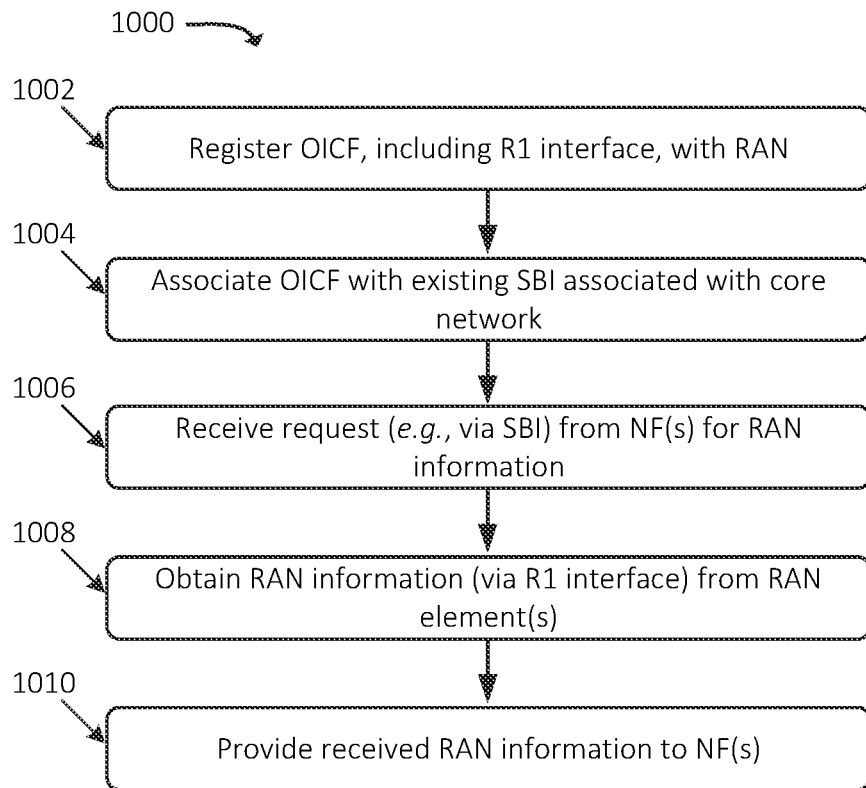 1000
1002
Register OICF, including R1 interface, with RAN
1004
Associate OICF with existing SBI associated with core
network
1006
Receive request (e.g., via SBI) from NF(s) for RAN
information
1008
Obtain RAN information (via R1 interface) from RAN
element(s)
1010
Provide received RAN information to NF(s)